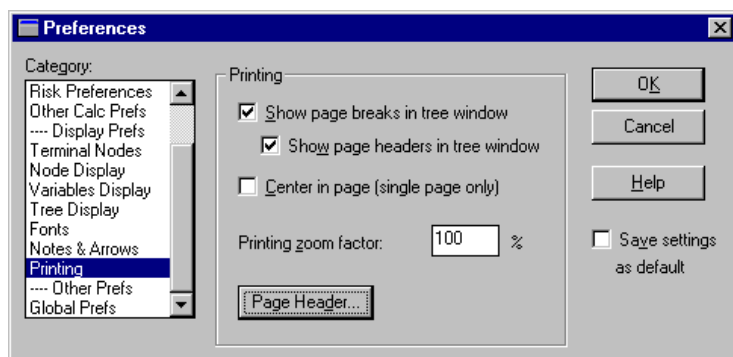 Preferences
Category:
Risk Preferences
Other Calc Prefs
---- Display Prefs
Terminal Nodes
Node Display
Variables Display
Tree Display
Fonts
Notes & Arrows
Printing
---- Other Prefs
Global Prefs
Printing
Show page breaks in tree window
Show page headers in tree window
Center in page (single page only)
Printing zoom factor: 100 %
Page Header...
OK
Cancel
Help
Save settings
as default